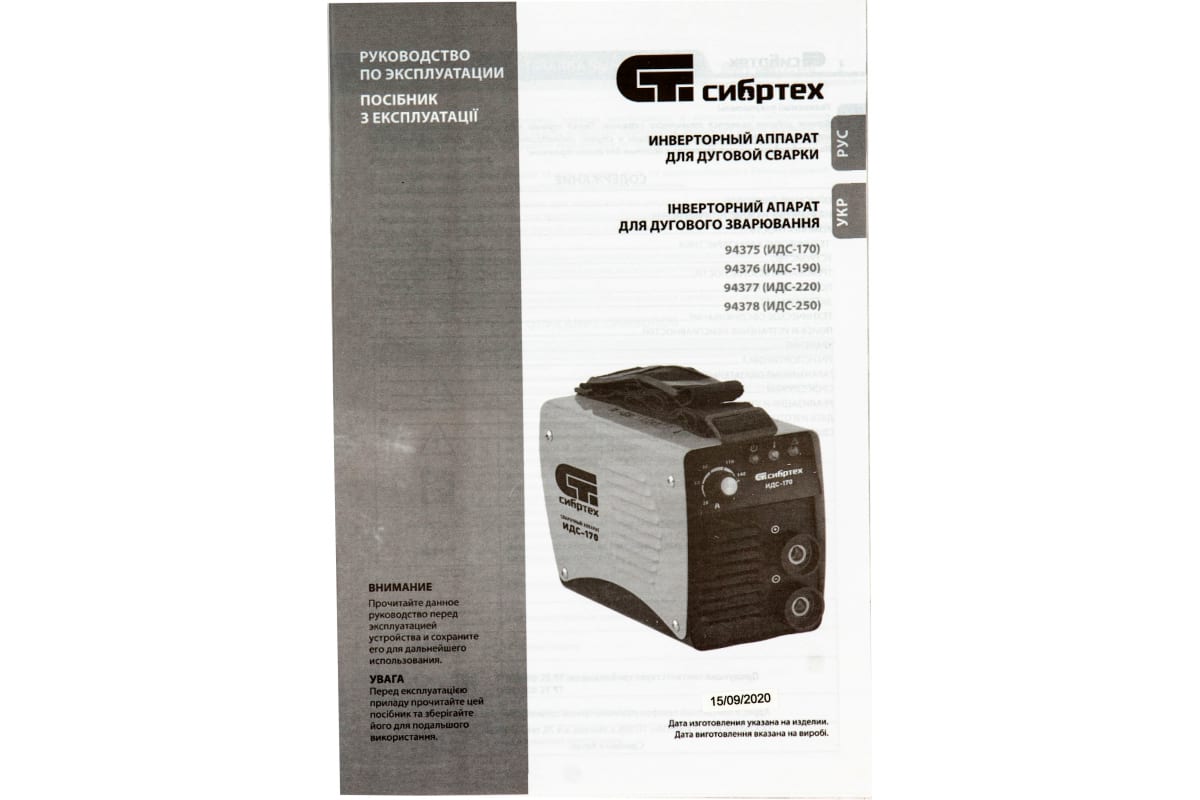 РУКОВОДСТВО
ПО ЭКСПЛУАТАЦИИ
ПОСІБНИК
З ЕКСПЛУАТАЦІЇ
сибртех
ИНВЕРТОРНЫЙ АППАРАТ
ДЛЯ ДУГОВОЙ СВАРКИ
РУС
ІНВЕРТОРНИЙ АПАРАТ
ДЛЯ ДУГОВОГО ЗВАРЮВАННЯ
УКР
94375 (ИДС-170)
94376 (ИДС-190)
94377 (ИДС-220)
94378 (ИДС-250)
сибртех
СВАРОЧНЫЙ АППАРАТ
ИДС-170
сибртех
ИДС-170
A
ВНИМАНИЕ
Прочитайте данное
руководство перед
эксплуатацией
устройства и сохраните
его для дальнейшего
использования.
УВАГА
Перед експлуатацією
приладу прочитайте цей
посібник та зберігайте
його для подальшого
використання.
15/09/2020
Дата изготовления указана на изделии.
Дата виготовлення вказана на виробі.